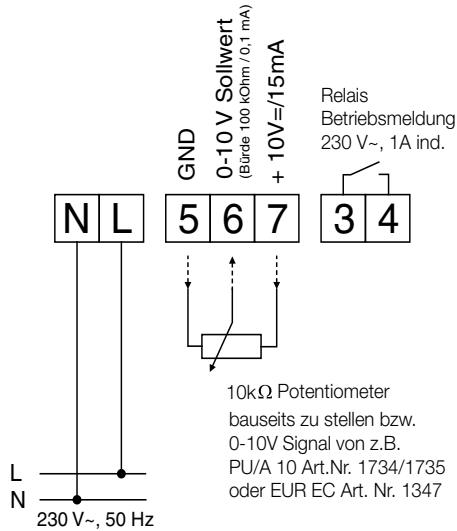 GND
0-10 V Sollwert
(Bürde 100 kOhm / 0,1 mA)
+ 10V=/15mA
Relais
Betriebsmeldung
230 V~, 1A ind.
N L 5 6 7 3 4
10kΩ Potentiometer
bauseits zu stellen bzw.
0-10V Signal von z.B.
PU/A 10 Art.Nr. 1734/1735
oder EUR EC Art. Nr. 1347
L
N
230 V~, 50 Hz